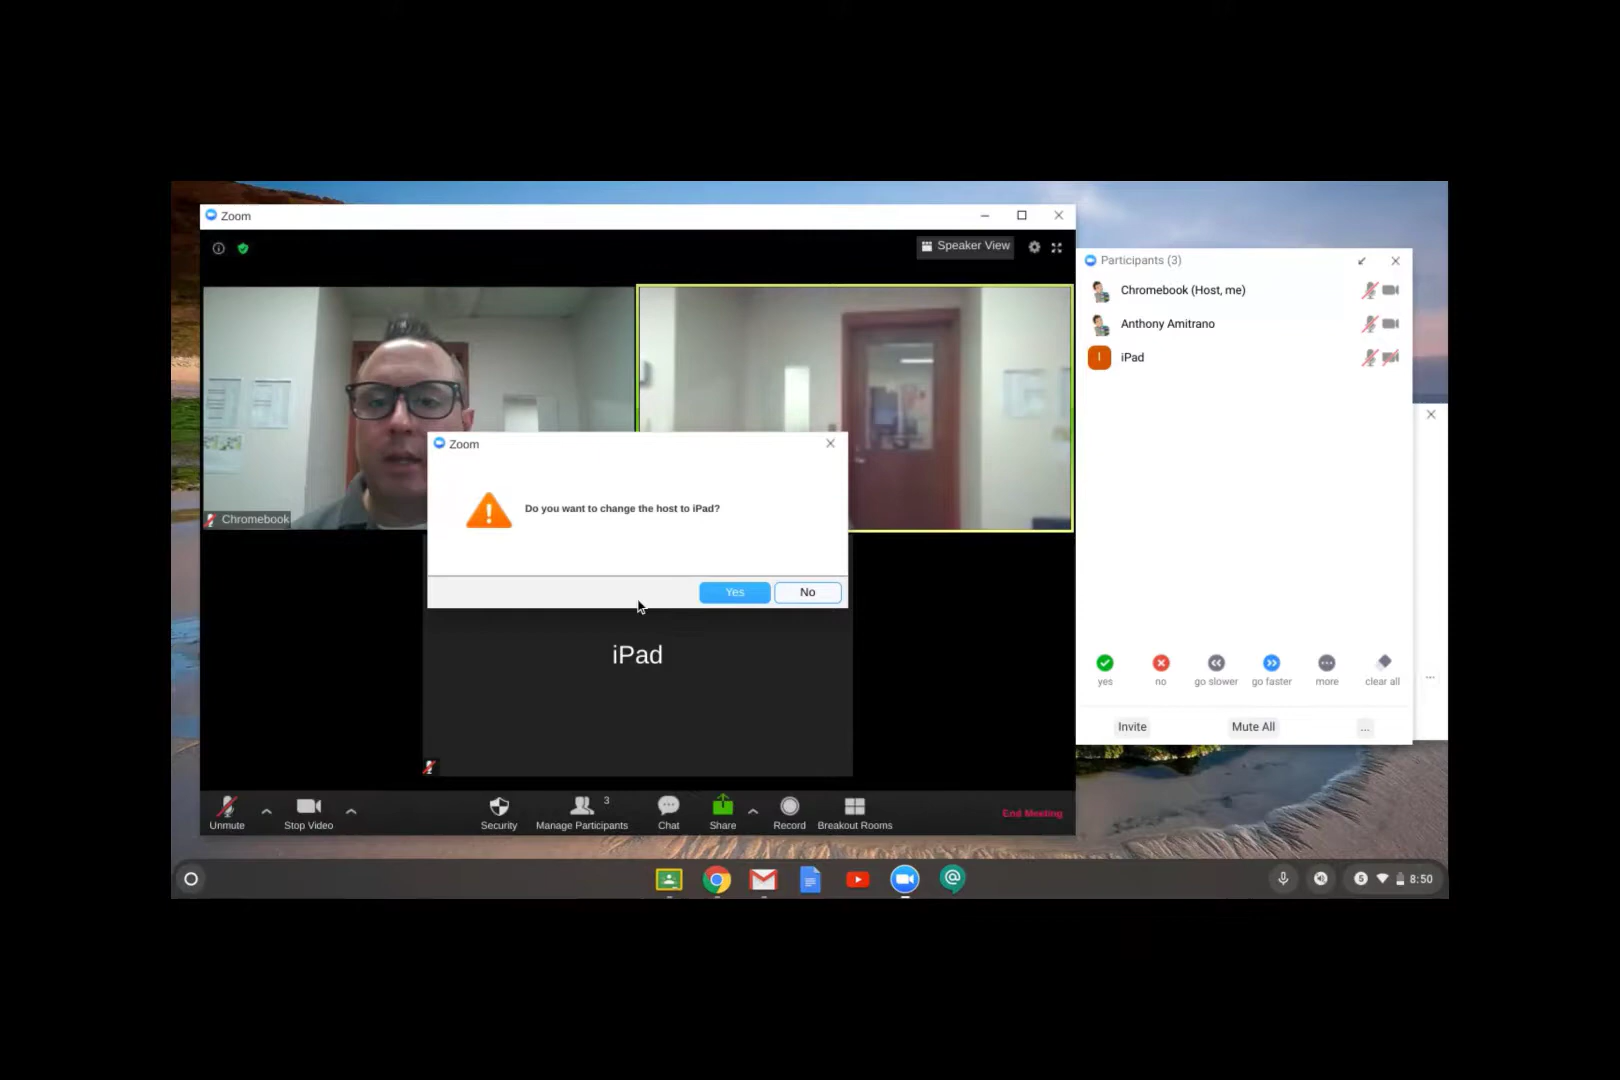 Zoom
Speaker View
Chromebook
Participants (3)
Chromebook (Host, me)
Anthony Amitrano
I
iPad
Zoom
Do you want to change the host to iPad?
Yes
No
iPad
yes
no
go slower
go faster
more
clear all
Invite
Mute All
...
...
Unmute
Stop Video
Security
Manage Participants
3
Chat
Share
Record
Breakout Rooms
End Meeting
5
8:50